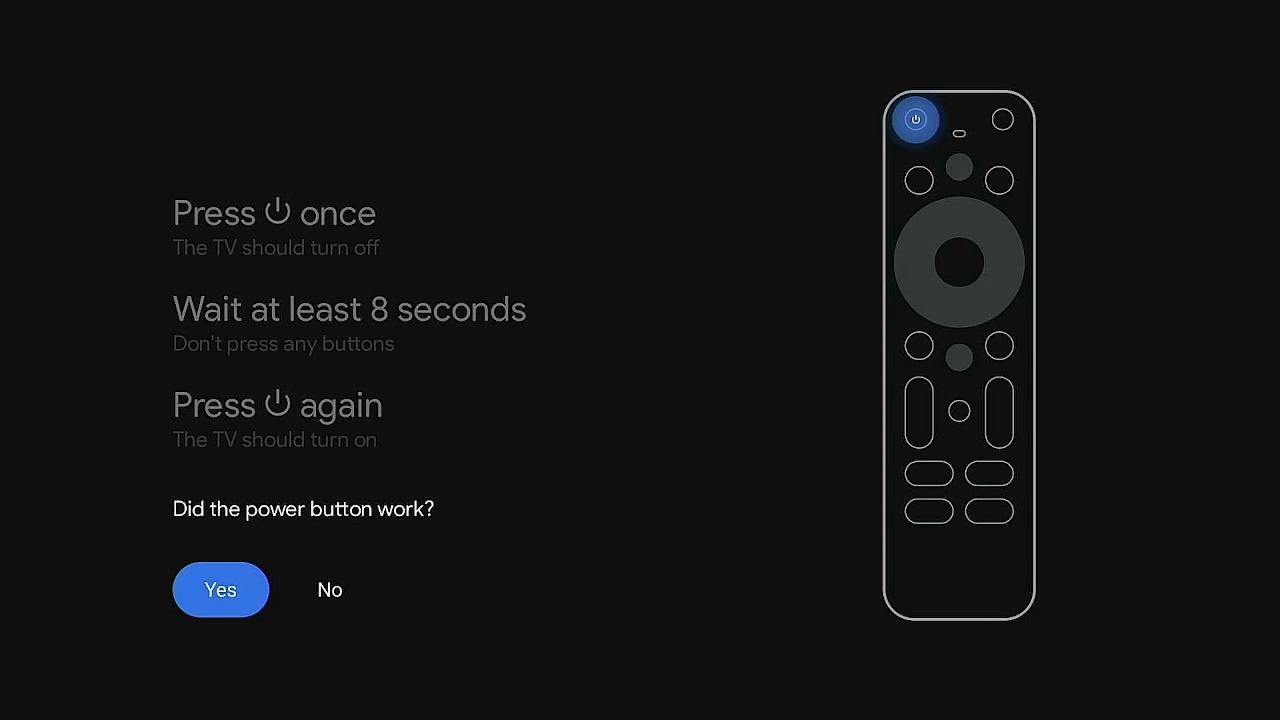 Press ⏻ once
The TV should turn off
Wait at least 8 seconds
Don't press any buttons
Press ⏻ again
The TV should turn on
Did the power button work?
Yes
No